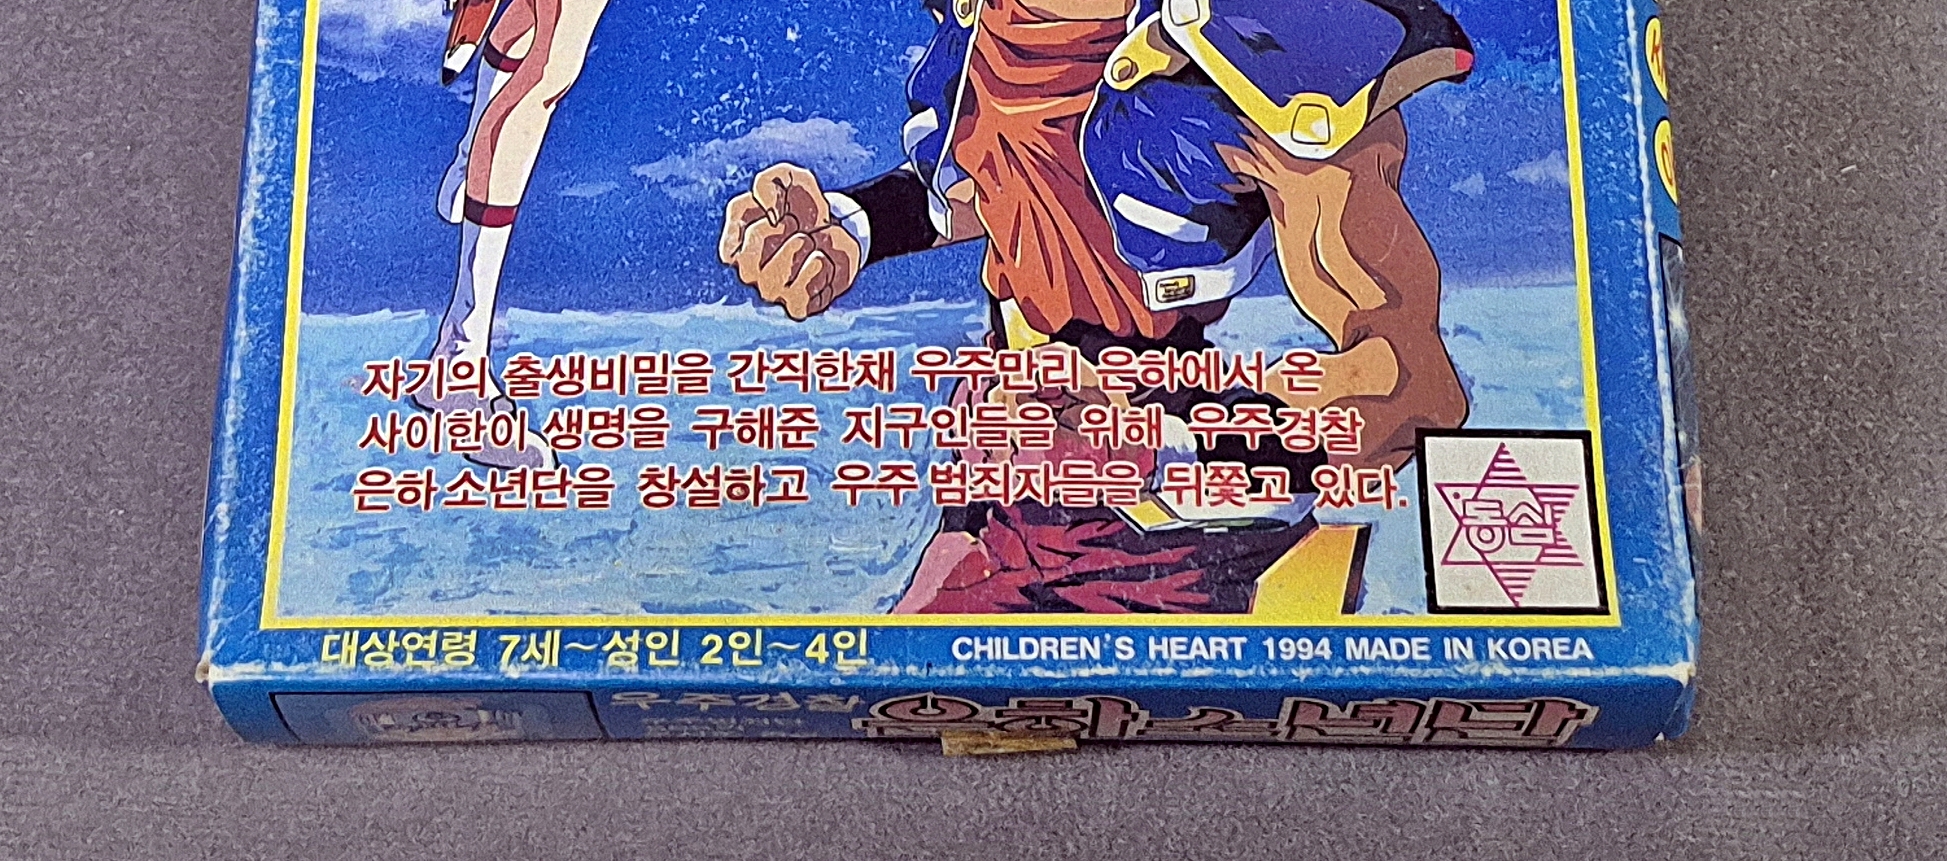 자기의 출생비밀을 간직한채 우주만리 은하에서 온
사이한이 생명을 구해준 지구인들을 위해 우주경찰
은하소년단을 창설하고 우주 범죄자들을 뒤쫓고 있다.
동심
대상연령 7세~성인 2인~4인
CHILDREN'S HEART 1994 MADE IN KOREA
우주경찰 은하소년단